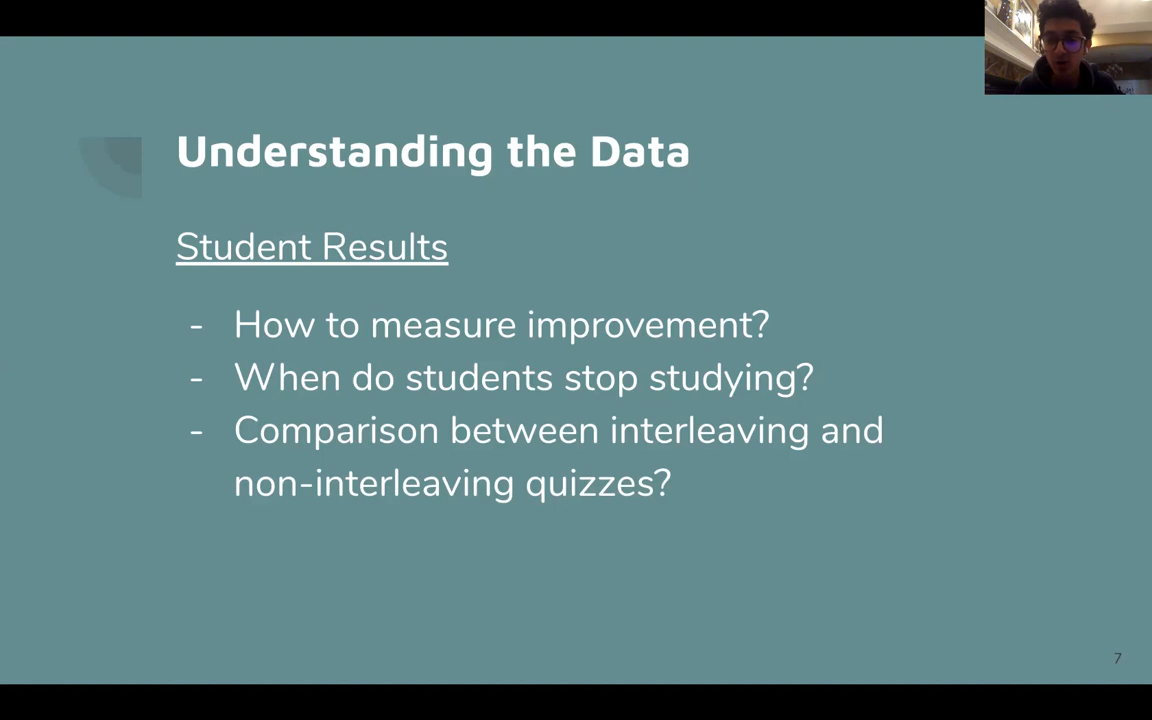 Understanding the Data
Student Results
- How to measure improvement?
- When do students stop studying?
- Comparison between interleaving and
non-interleaving quizzes?
7